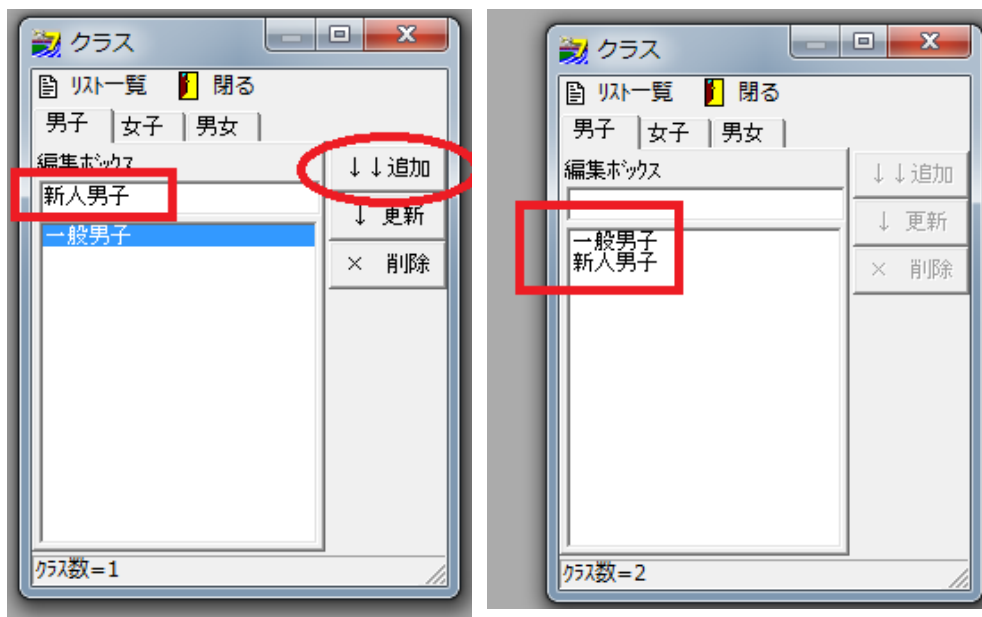 クラス
リスト一覧 閉る
男子 女子 男女
編集ボックス
↓↓追加
新人男子
↓ 更新
一般男子
× 削除
クラス数=1
クラス
リスト一覧 閉る
男子 女子 男女
編集ボックス
↓↓追加
↓ 更新
一般男子
新人男子
× 削除
クラス数=2